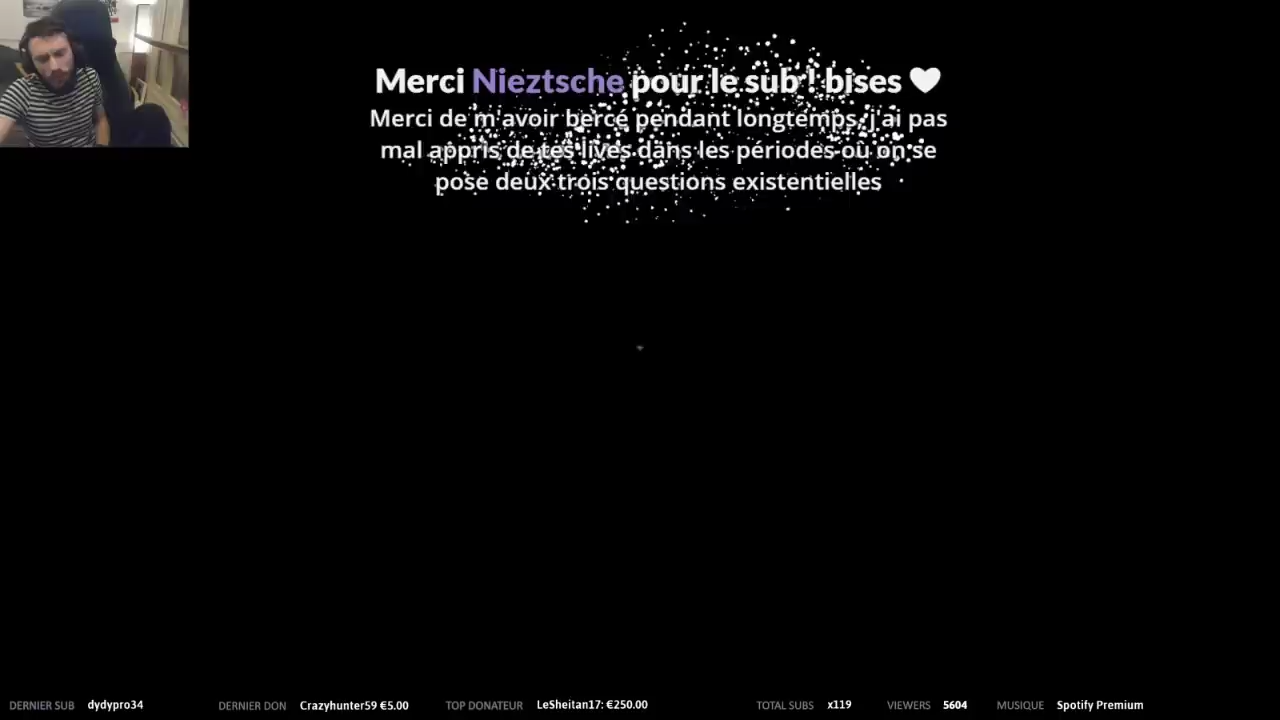 Merci Nieztsche pour le sub ! bises ♥
Merci de m'avoir bercé pendant longtemps, j'ai pas
mal appris de tes lives dans les périodes où on se
pose deux trois questions existentielles
DERNIER SUB dydypro34 DERNIER DON Crazyhunter59 €5.00 TOP DONATEUR LeSheitan17: €250.00 TOTAL SUBS x119 VIEWERS 5604 MUSIQUE Spotify Premium